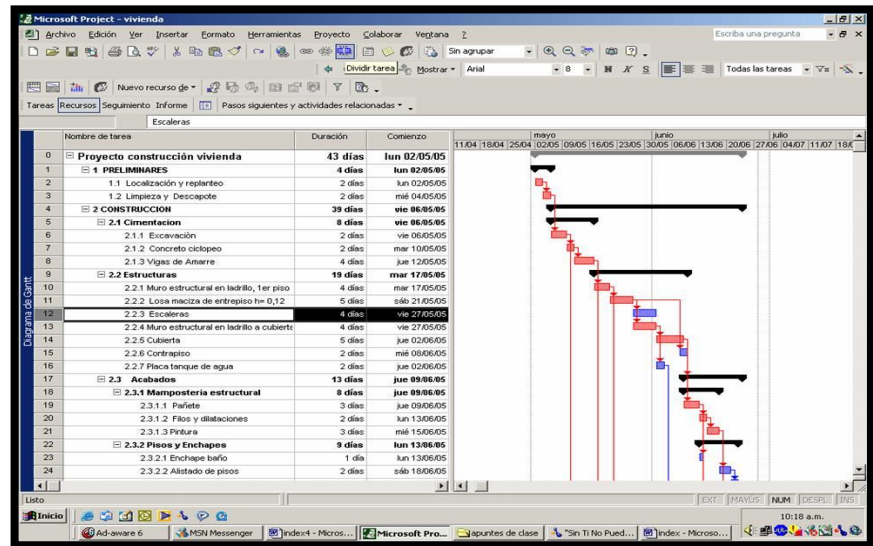 Microsoft Project - vivienda
Archivo Edición Ver Insertar Formato Herramientas Proyecto Colaborar Ventana ?
Escriba una pregunta
Sin agrupar
Dividir tarea
Mostrar
Arial
8
N K S
Todas las tareas
Nuevo recurso de
Tareas Recursos Seguimiento Informe
Pasos siguientes y actividades relacionadas
Escaleras
Nombre de tarea Duración Comienzo
mayo junio julio
11/04 18/04 25/04 02/05 09/05 16/05 23/05 30/05 06/06 13/06 20/06 27/06 04/07 11/07
0 Proyecto construcción vivienda 43 días lun 02/05/05
1 1 PRELIMINARES 4 días lun 02/05/05
2 1.1 Localización y replanteo 2 días lun 02/05/05
3 1.2 Limpieza y Descapote 2 días mié 04/05/05
4 2 CONSTRUCCION 39 días vie 06/05/05
5 2.1 Cimentacion 8 días vie 06/05/05
6 2.1.1 Excavación 2 días vie 06/05/05
7 2.1.2 Concreto ciclopeo 2 días mar 10/05/05
8 2.1.3 Vigas de Amarre 4 días jue 12/05/05
9 2.2 Estructuras 19 días mar 17/05/05
10 2.2.1 Muro estructural en ladrillo, 1er piso 4 días mar 17/05/05
11 2.2.2 Losa maciza de entrepiso h= 0,12 5 días sáb 21/05/05
12 2.2.3 Escaleras 4 días vie 27/05/05
13 2.2.4 Muro estructural en ladrillo a cubierta 4 días vie 27/05/05
14 2.2.5 Cubierta 5 días jue 02/06/05
15 2.2.6 Contrapiso 2 días mié 08/06/05
16 2.2.7 Placa tanque de agua 2 días jue 02/06/05
17 2.3 Acabados 13 días jue 09/06/05
18 2.3.1 Mamposteria estructural 8 días jue 09/06/05
19 2.3.1.1 Pañete 3 días jue 09/06/05
20 2.3.1.2 Filos y dilataciones 2 días lun 13/06/05
21 2.3.1.3 Pintura 3 días mié 15/06/05
22 2.3.2 Pisos y Enchapes 9 días lun 13/06/05
23 2.3.2.1 Enchape baño 1 día lun 13/06/05
24 2.3.2.2 Alistado de pisos 2 días sáb 18/06/05
Diagrama de Gantt
Listo
EXT MAYÚS NUM DESPL INS
Inicio
10:18 a.m.
Ad-aware 6
MSN Messenger
index4 - Micros...
Microsoft Pro...
apuntes de clase
"Sin Ti No Pued...
index - Microso...